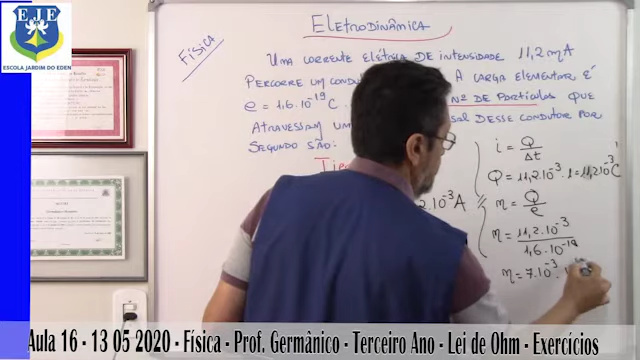 EJE
ESCOLA JARDIM DO EDEN
FÍSICA
ELETRODINÂMICA
UMA CORRENTE ELÉTRICA DE INTENSIDADE 11,2 mA
PERCORRE UM A CARGA ELEMENTAR É
e = 1,6.10⁻¹⁹ C. Nº DE PARTÍCULAS QUE
ATRAVESSAM UM DESSE CONDUTOR POR
SEGUNDO SÃO:
2.10⁻³ A
i = Q/Δt
Q = 11,2.10⁻³ . 1 = 11,2.10⁻³ C
n = Q/e
n = 11,2.10⁻³/1,6.10⁻¹⁹
n = 7.10⁻³ .
Aula 16 - 13 05 2020 - Física - Prof. Germânico - Terceiro Ano - Lei de Ohm - Exercícios